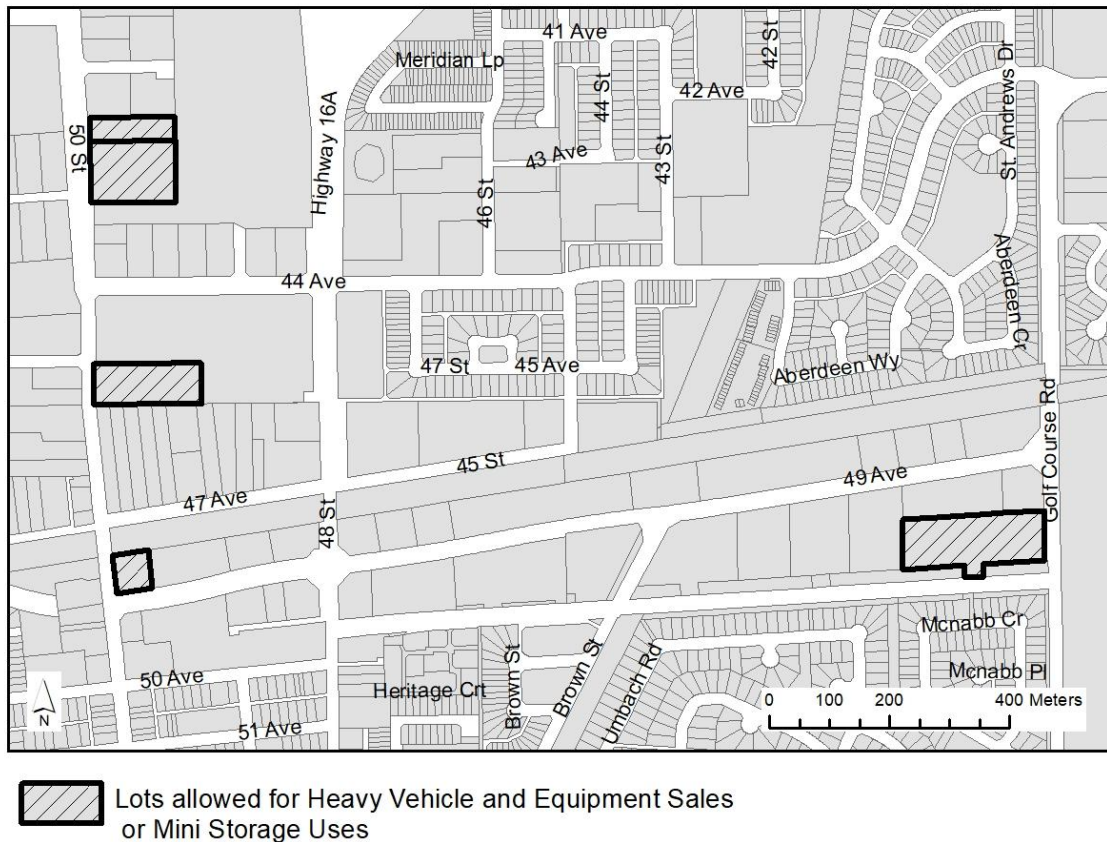 41 Ave
42 St
Meridian Lp
42 Ave
44 St
St. Andrews Dr
50 St
43 Ave
43 St
Highway 16A
46 St
44 Ave
Aberdeen Cr
47 St
45 Ave
Aberdeen Wy
Golf Course Rd
45 St
49 Ave
47 Ave
48 St
Mcnabb Cr
50 Ave
Heritage Crt
Brown St
Brown St
Umbach Rd
Mcnabb Pl
51 Ave
N
0 100 200 400 Meters
Lots allowed for Heavy Vehicle and Equipment Sales
or Mini Storage Uses